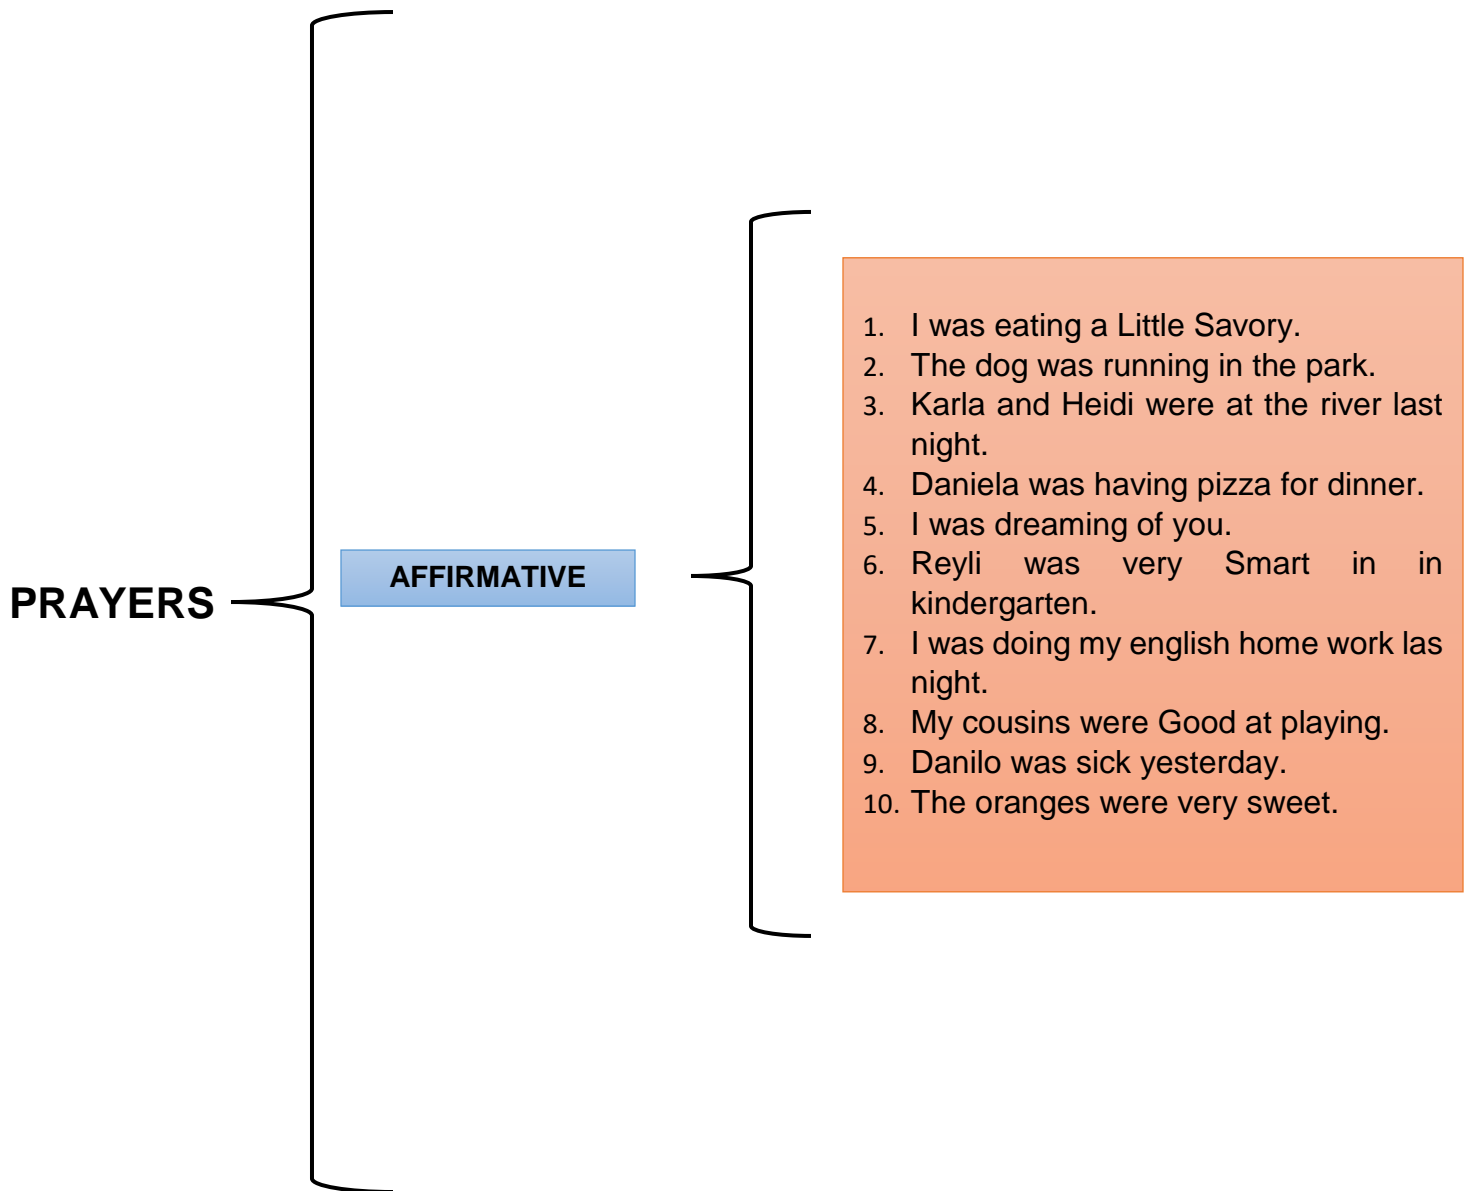 PRAYERS
AFFIRMATIVE
1. I was eating a Little Savory.
2. The dog was running in the park.
3. Karla and Heidi were at the river last
night.
4. Daniela was having pizza for dinner.
5. I was dreaming of you.
6. Reyli was very Smart in in
kindergarten.
7. I was doing my english home work las
night.
8. My cousins were Good at playing.
9. Danilo was sick yesterday.
10. The oranges were very sweet.